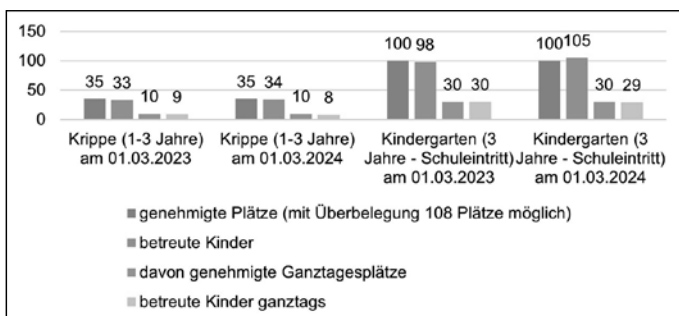 150
100
50
0
35 33 10 9
35 34 10 8
100 98 30 30
100 105 30 29
Krippe (1-3 Jahre)
am 01.03.2023
Krippe (1-3 Jahre)
am 01.03.2024
Kindergarten (3
Jahre - Schuleintritt)
am 01.03.2023
Kindergarten (3
Jahre - Schuleintritt)
am 01.03.2024
genehmigte Plätze (mit Überbelegung 108 Plätze möglich)
betreute Kinder
davon genehmigte Ganztagesplätze
betreute Kinder ganztags